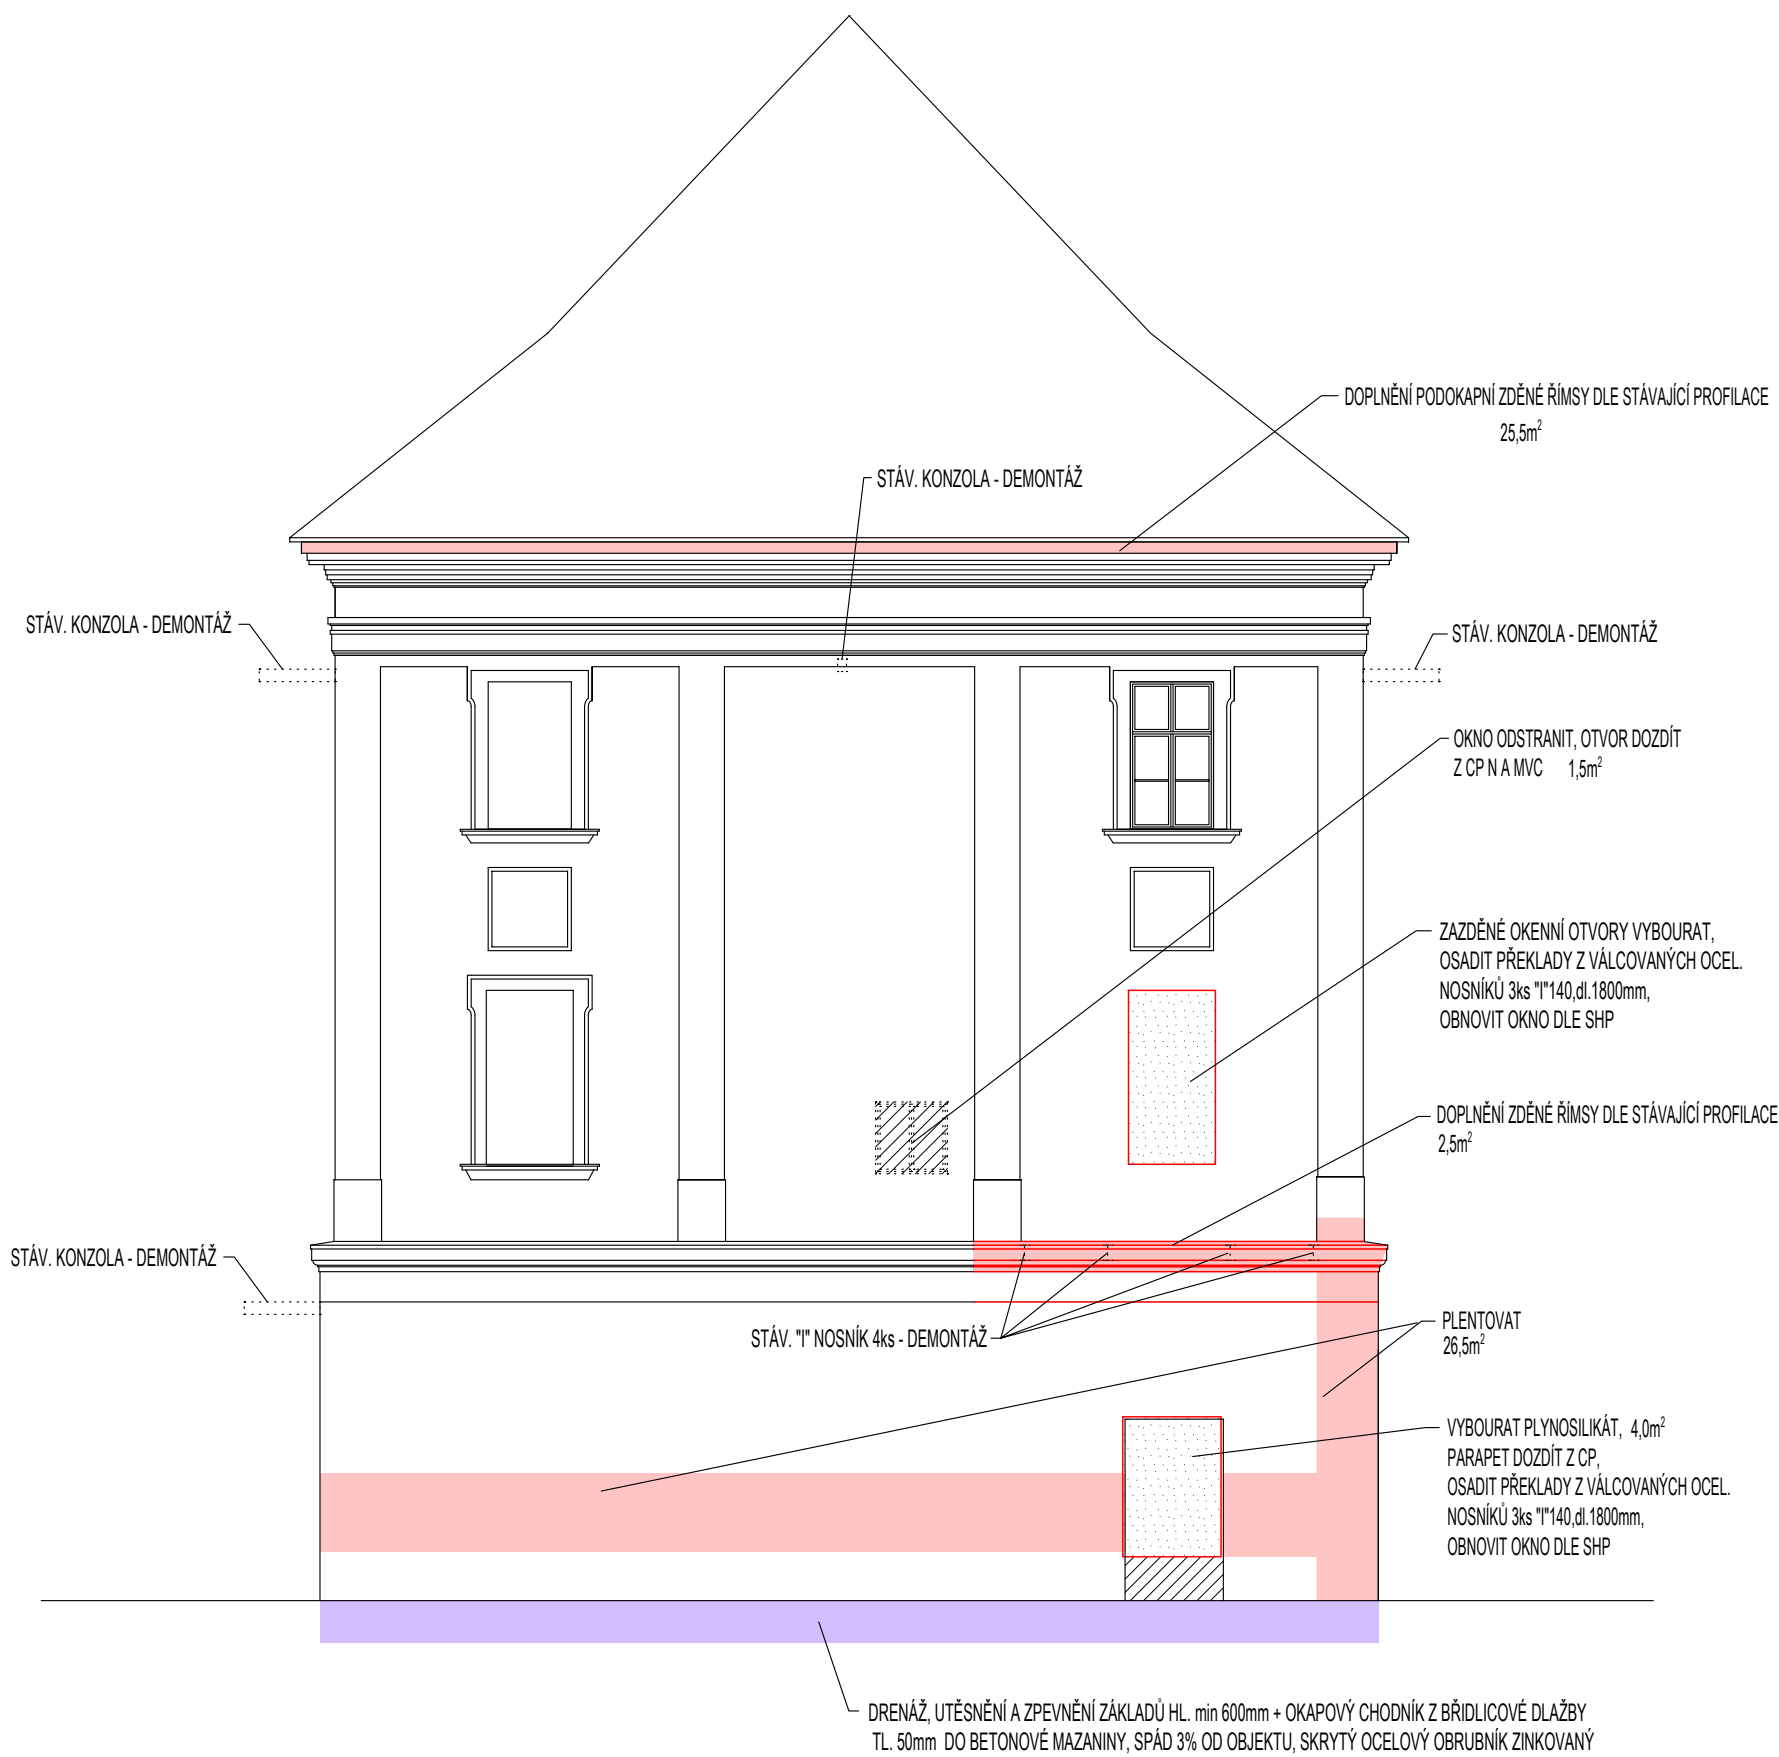 DOPLNĚNÍ PODOKAPNÍ ZDĚNÉ ŘÍMSY DLE STÁVAJÍCÍ PROFILACE
25,5m²
STÁV. KONZOLA - DEMONTÁŽ
STÁV. KONZOLA - DEMONTÁŽ
STÁV. KONZOLA - DEMONTÁŽ
OKNO ODSTRANIT, OTVOR DOZDÍT
Z CP N A MVC 1,5m²
ZAZDĚNÉ OKENNÍ OTVORY VYBOURAT,
OSADIT PŘEKLADY Z VÁLCOVANÝCH OCEL.
NOSNÍKŮ 3ks "I"140,dl.1800mm,
OBNOVIT OKNO DLE SHP
DOPLNĚNÍ ZDĚNÉ ŘÍMSY DLE STÁVAJÍCÍ PROFILACE
2,5m²
STÁV. KONZOLA - DEMONTÁŽ
STÁV. "I" NOSNÍK 4ks - DEMONTÁŽ
PLENTOVAT
26,5m²
VYBOURAT PLYNOSILIKÁT, 4,0m²
PARAPET DOZDÍT Z CP,
OSADIT PŘEKLADY Z VÁLCOVANÝCH OCEL.
NOSNÍKŮ 3ks "I"140,dl.1800mm,
OBNOVIT OKNO DLE SHP
DRENÁŽ, UTĚSNĚNÍ A ZPEVNĚNÍ ZÁKLADŮ HL. min 600mm + OKAPOVÝ CHODNÍK Z BŘIDLICOVÉ DLAŽBY
TL. 50mm DO BETONOVÉ MAZANINY, SPÁD 3% OD OBJEKTU, SKRYTÝ OCELOVÝ OBRUBNÍK ZINKOVANÝ